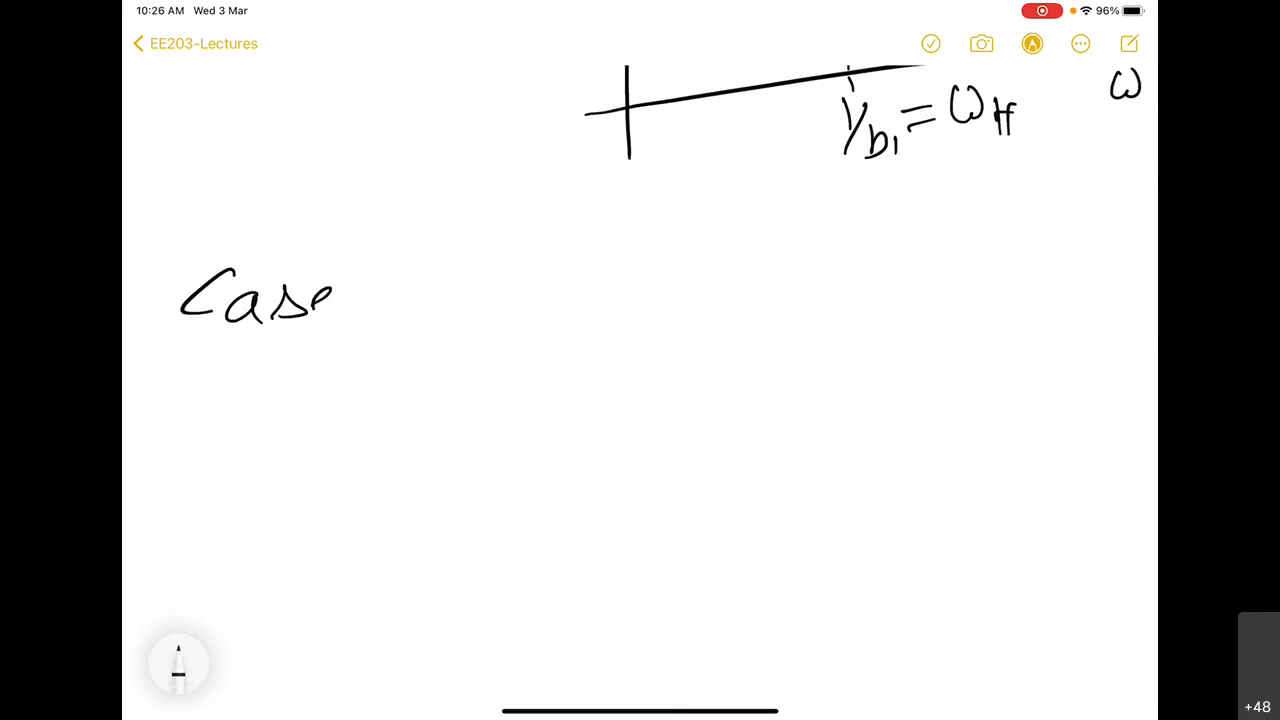 10:26 AM Wed 3 Mar 96%
EE203-Lectures
ω
1/b1 = ωH
Case
+48